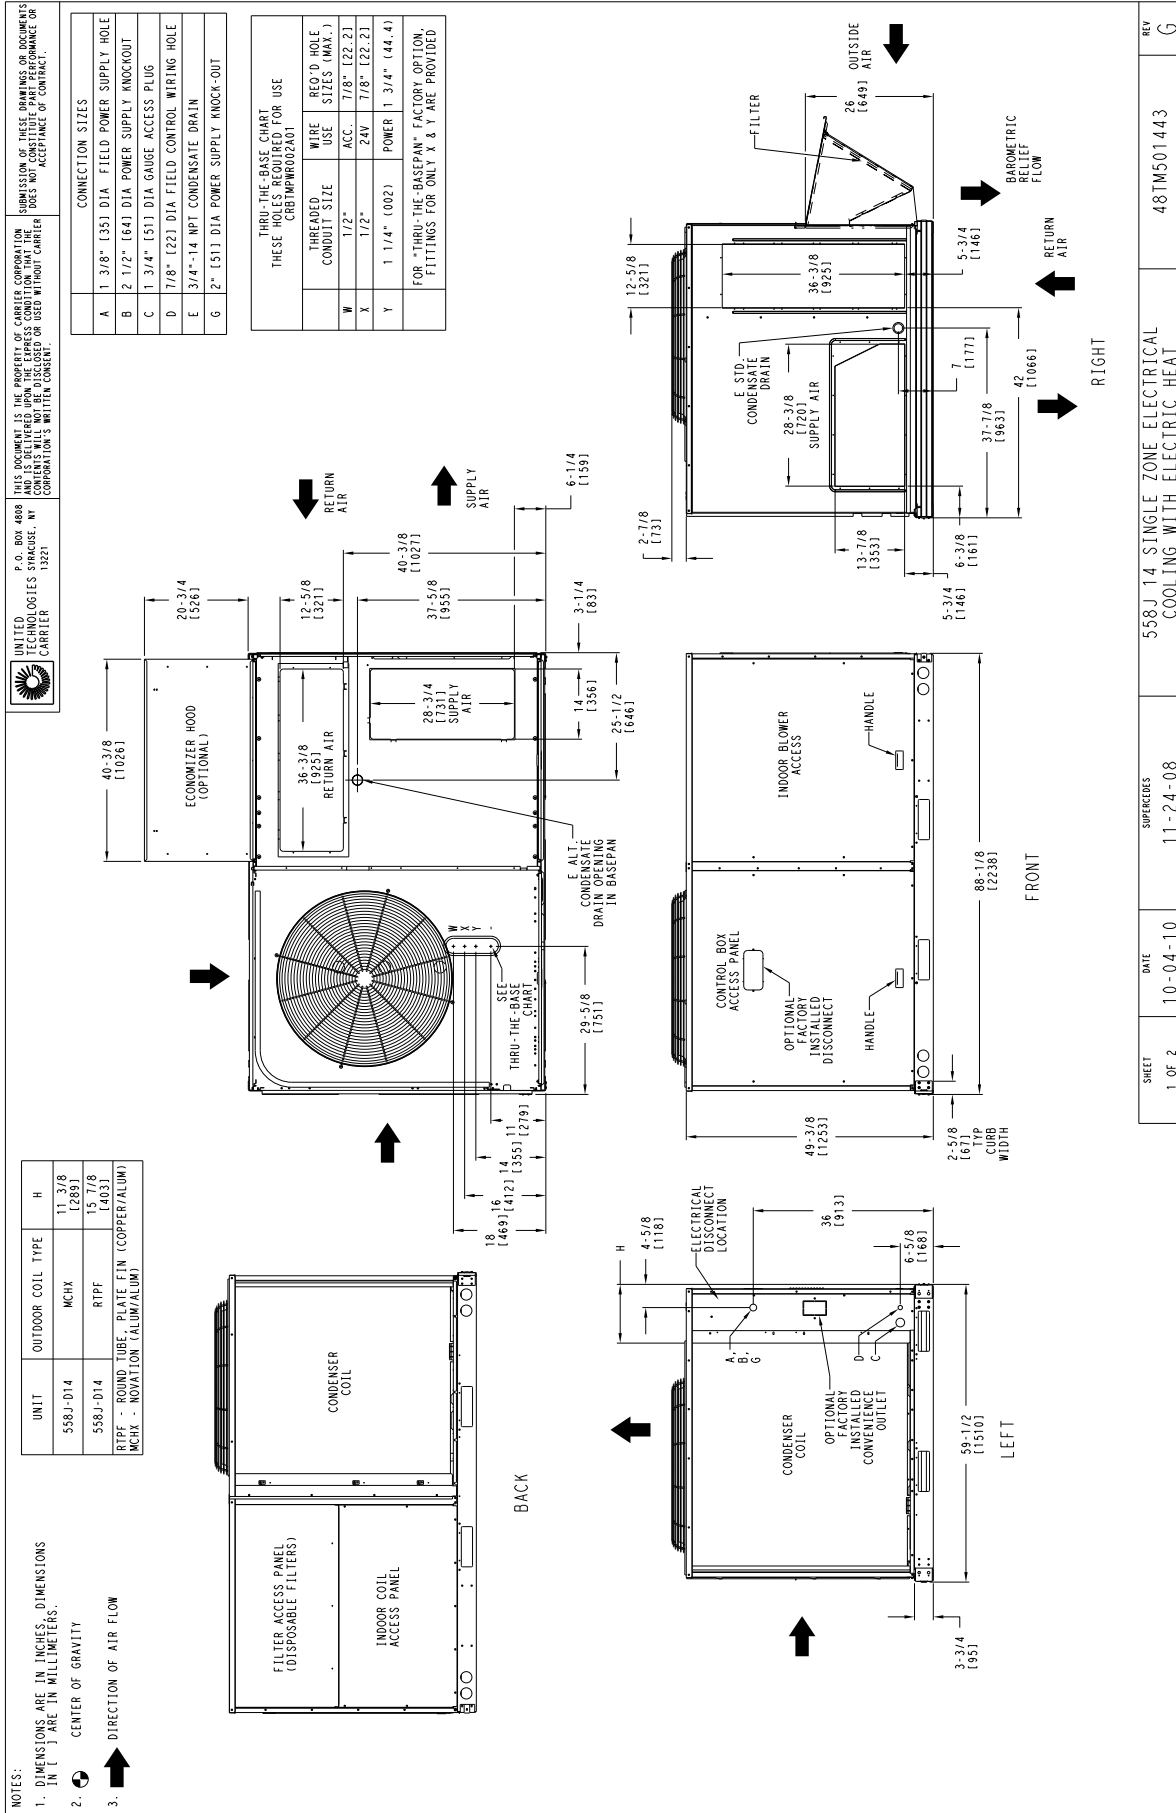 NOTES:
1. DIMENSIONS ARE IN INCHES, DIMENSIONS
IN [ ] ARE IN MILLIMETERS.
2. CENTER OF GRAVITY
3. DIRECTION OF AIR FLOW
UNIT OUTDOOR COIL TYPE H
558J-D14 MCHX 11 3/8
[289]
558J-D14 RTPF 15 7/8
[403]
RTPF - ROUND TUBE, PLATE FIN (COPPER/ALUM)
MCHX - NOVATION (ALUM/ALUM)
UNITED
TECHNOLOGIES
CARRIER
P.O. BOX 4808
SYRACUSE, NY
13221
THIS DOCUMENT IS THE PROPERTY OF CARRIER CORPORATION
AND IS DELIVERED UPON THE EXPRESS CONDITION THAT THE
CONTENTS WILL NOT BE DISCLOSED OR USED WITHOUT CARRIER
CORPORATION'S WRITTEN CONSENT.
SUBMISSION OF THESE DRAWINGS OR DOCUMENTS
DOES NOT CONSTITUTE PART PERFORMANCE OR
ACCEPTANCE OF CONTRACT.
CONNECTION SIZES
A 1 3/8" [35] DIA FIELD POWER SUPPLY HOLE
B 2 1/2" [64] DIA POWER SUPPLY KNOCKOUT
C 1 3/4" [51] DIA GAUGE ACCESS PLUG
D 7/8" [22] DIA FIELD CONTROL WIRING HOLE
E 3/4"-14 NPT CONDENSATE DRAIN
G 2" [51] DIA POWER SUPPLY KNOCK-OUT
THRU-THE-BASE CHART
THESE HOLES REQUIRED FOR USE
CRBTMPWR002A01
THREADED
CONDUIT SIZE
WIRE
USE
REQ'D HOLE
SIZES (MAX.)
W 1/2" ACC. 7/8" [22.2]
X 1/2" 24V 7/8" [22.2]
Y 1 1/4" (002) POWER 1 3/4" (44.4)
FOR "THRU-THE-BASEPAN" FACTORY OPTION,
FITTINGS FOR ONLY X & Y ARE PROVIDED
FILTER ACCESS PANEL
(DISPOSABLE FILTERS)
INDOOR COIL
ACCESS PANEL
CONDENSER
COIL
BACK
40-3/8
[1026]
ECONOMIZER HOOD
(OPTIONAL)
20-3/4
[526]
12-5/8
[321]
36-3/8
[925]
RETURN AIR
RETURN
AIR
40-3/8
[1027]
37-5/8
[955]
28-3/4
[731]
SUPPLY
AIR
SUPPLY
AIR
6-1/4
[159]
3-1/4
[83]
14
[356]
25-1/2
[646]
E ALT.
CONDENSATE
DRAIN OPENING
IN BASEPAN
W
X
Y
-
SEE
THRU-THE-BASE
CHART
29-5/8
[751]
11
[279]
14
[355]
16
[412]
18
[469]
H
4-5/8
[118]
ELECTRICAL
DISCONNECT
LOCATION
36
[913]
6-5/8
[168]
A,
B,
G
D
C
CONDENSER
COIL
OPTIONAL
FACTORY
INSTALLED
CONVENIENCE
OUTLET
59-1/2
[1510]
3-3/4
[95]
LEFT
49-3/8
[1253]
2-5/8
[67]
TYP
CURB
WIDTH
CONTROL BOX
ACCESS PANEL
OPTIONAL
FACTORY
INSTALLED
DISCONNECT
HANDLE
INDOOR BLOWER
ACCESS
HANDLE
88-1/8
[2238]
FRONT
2-7/8
[73]
E STD.
CONDENSATE
DRAIN
12-5/8
[321]
28-3/8
[720]
SUPPLY AIR
36-3/8
[925]
13-7/8
[353]
6-3/8
[161]
5-3/4
[146]
7
[177]
37-7/8
[963]
42
[1066]
5-3/4
[146]
FILTER
26
[649]
OUTSIDE
AIR
BAROMETRIC
RELIEF
FLOW
RETURN
AIR
RIGHT
SHEET
1 OF 2
DATE
10-04-10
SUPERCEDES
11-24-08
558J 14 SINGLE ZONE ELECTRICAL
COOLING WITH ELECTRIC HEAT
48TM501443
REV
G